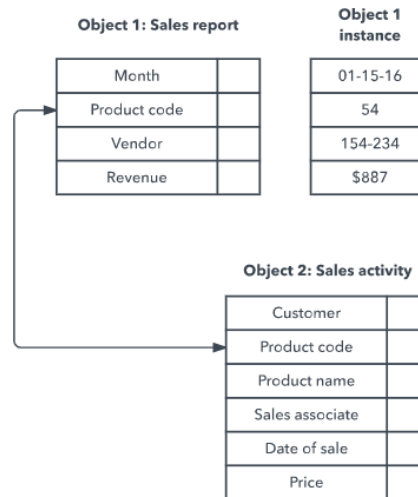 Object 1: Sales report
Object 1
instance
Month
01-15-16
Product code
54
Vendor
154-234
Revenue
$887
Object 2: Sales activity
Customer
Product code
Product name
Sales associate
Date of sale
Price